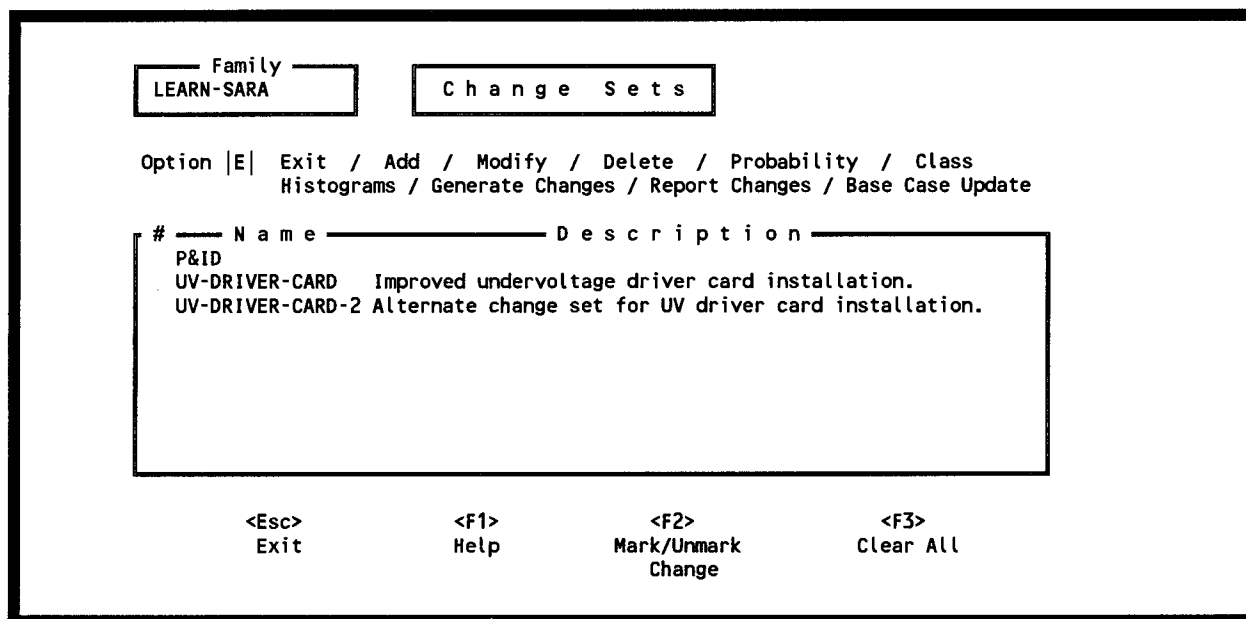 Family
LEARN-SARA
Change Sets
Option |E| Exit / Add / Modify / Delete / Probability / Class
Histograms / Generate Changes / Report Changes / Base Case Update
# Name Description
P&ID
UV-DRIVER-CARD Improved undervoltage driver card installation.
UV-DRIVER-CARD-2 Alternate change set for UV driver card installation.
<Esc> <F1> <F2> <F3>
Exit Help Mark/Unmark Clear All
Change